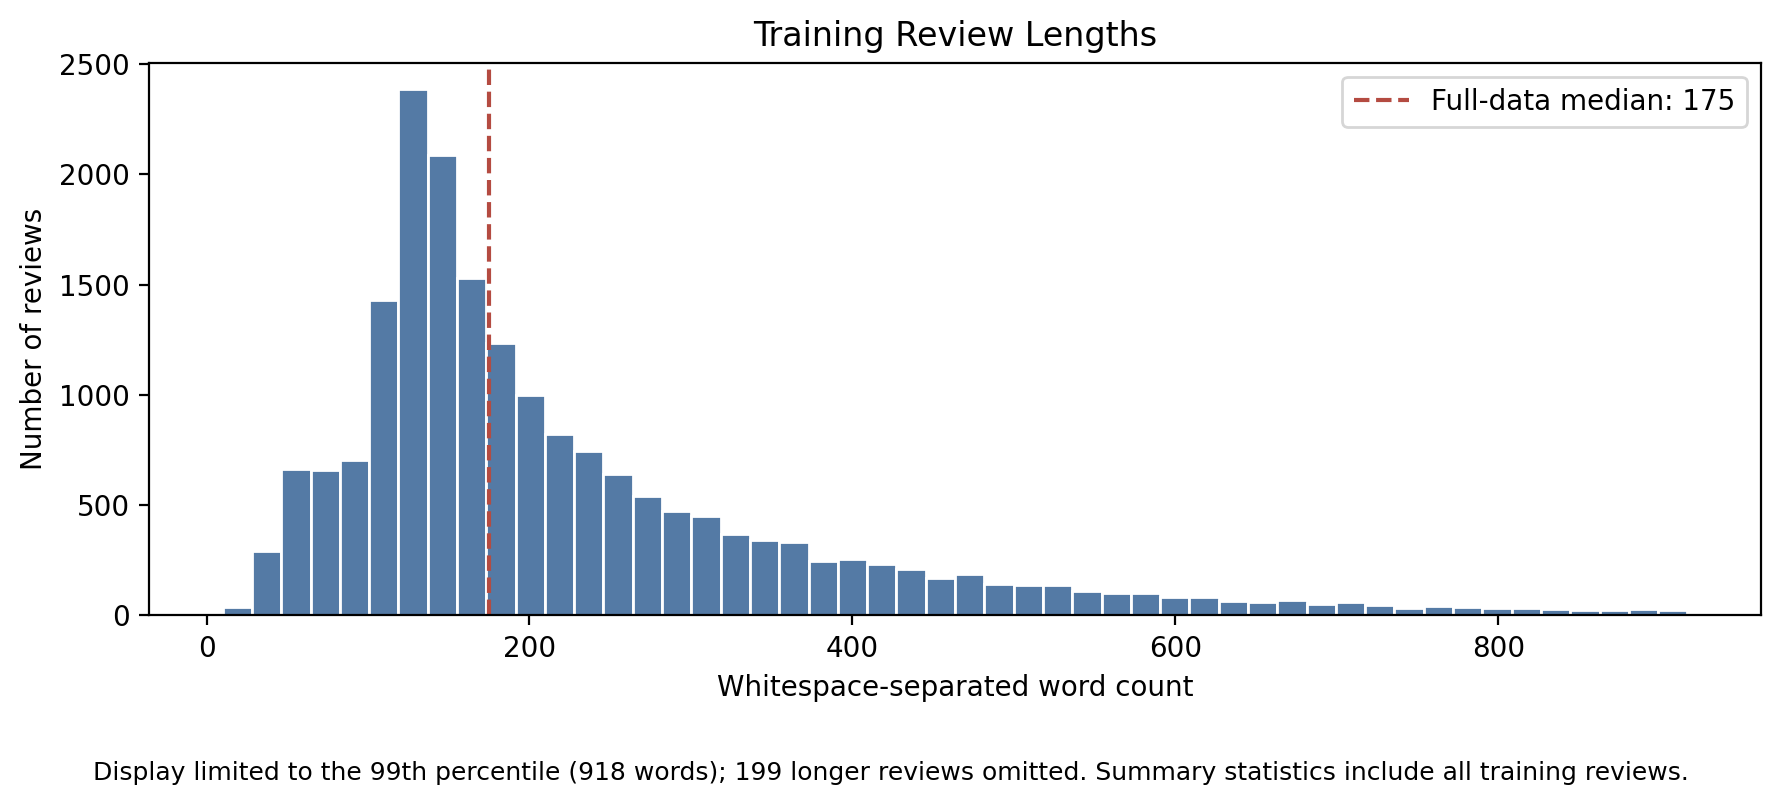 Training Review Lengths
2500
2000
1500
1000
500
0
Number of reviews
Full-data median: 175
0 200 400 600 800
Whitespace-separated word count
Display limited to the 99th percentile (918 words); 199 longer reviews omitted. Summary statistics include all training reviews.